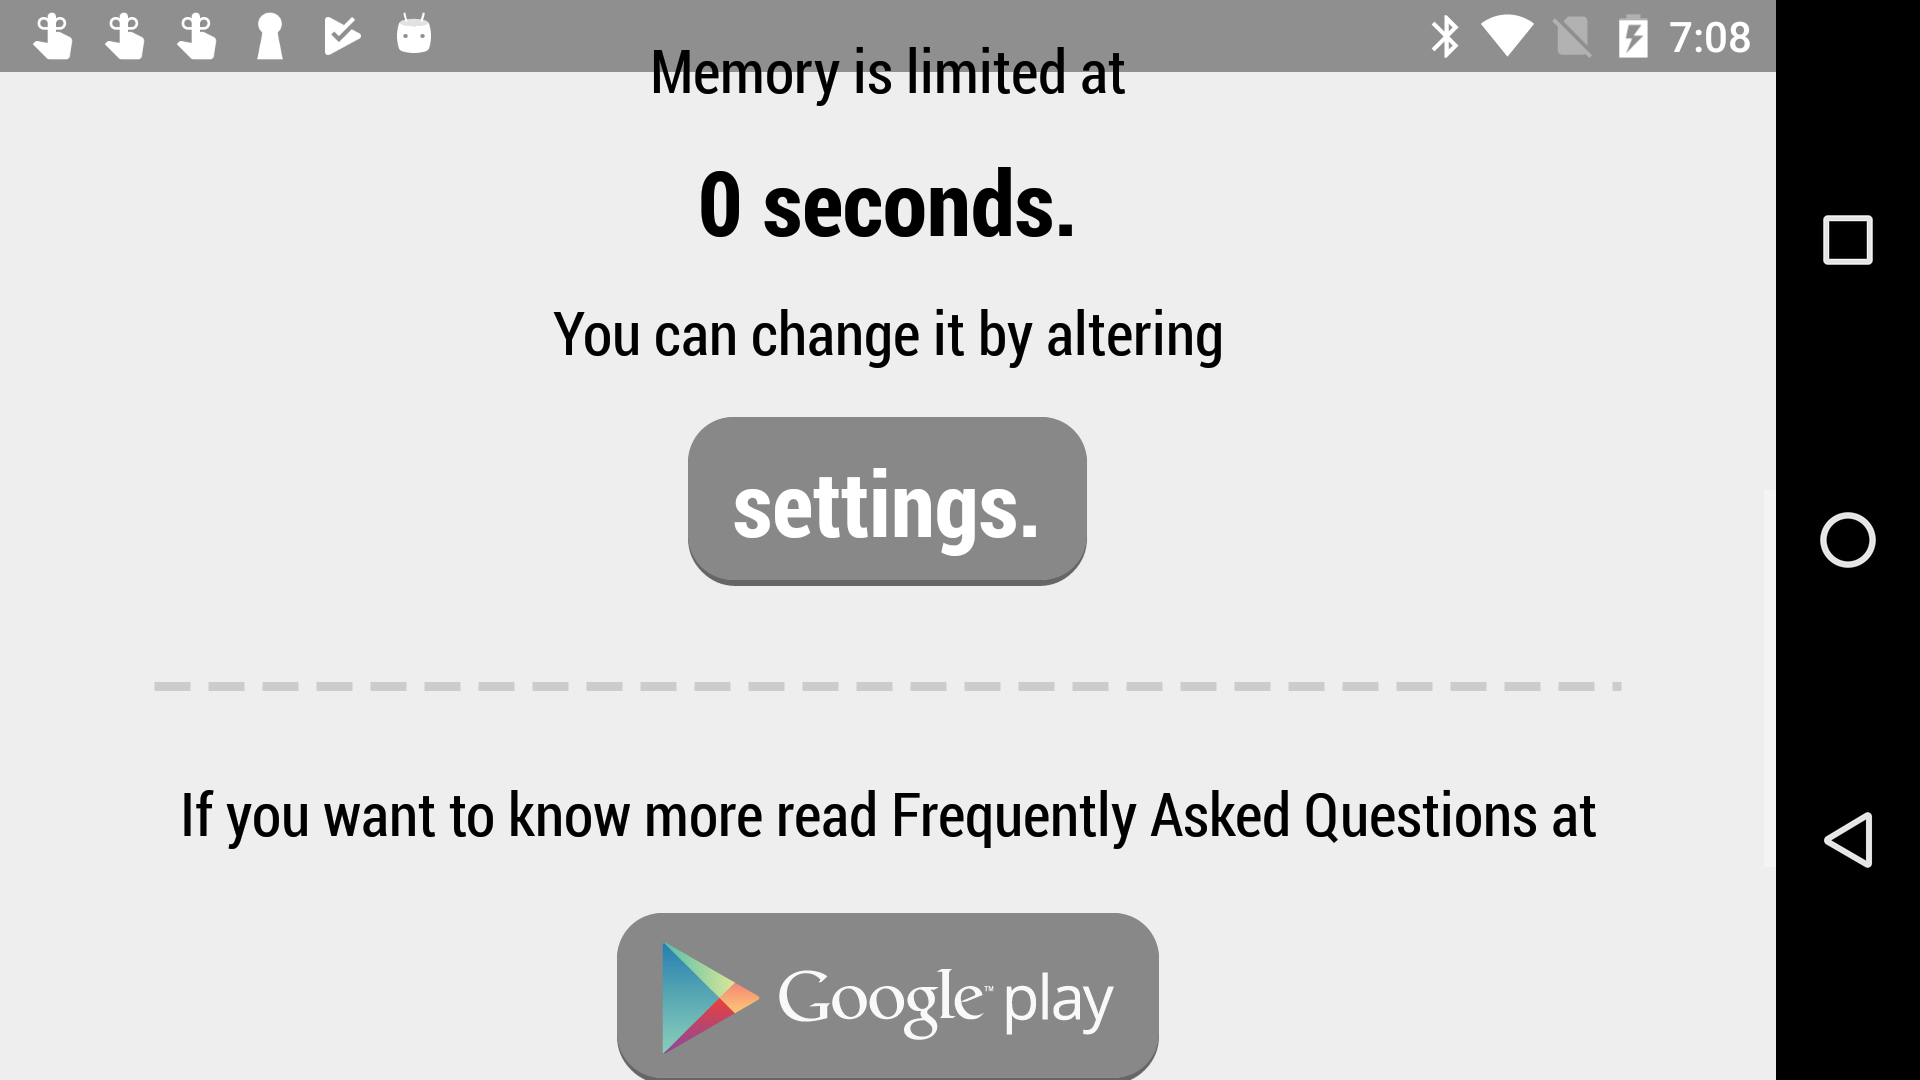 7:08
Memory is limited at
0 seconds.
You can change it by altering
settings.
If you want to know more read Frequently Asked Questions at
Google™ play